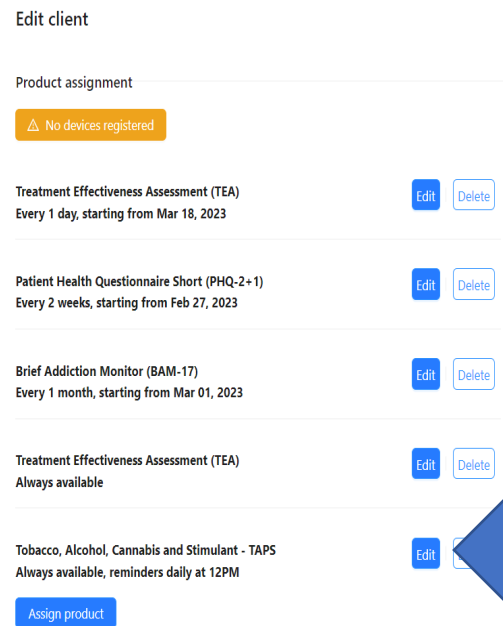 Edit client
Product assignment
⚠ No devices registered
Treatment Effectiveness Assessment (TEA)
Every 1 day, starting from Mar 18, 2023
Edit Delete
Patient Health Questionnaire Short (PHQ-2+1)
Every 2 weeks, starting from Feb 27, 2023
Edit Delete
Brief Addiction Monitor (BAM-17)
Every 1 month, starting from Mar 01, 2023
Edit Delete
Treatment Effectiveness Assessment (TEA)
Always available
Edit Delete
Tobacco, Alcohol, Cannabis and Stimulant - TAPS
Always available, reminders daily at 12PM
Edit
Assign product